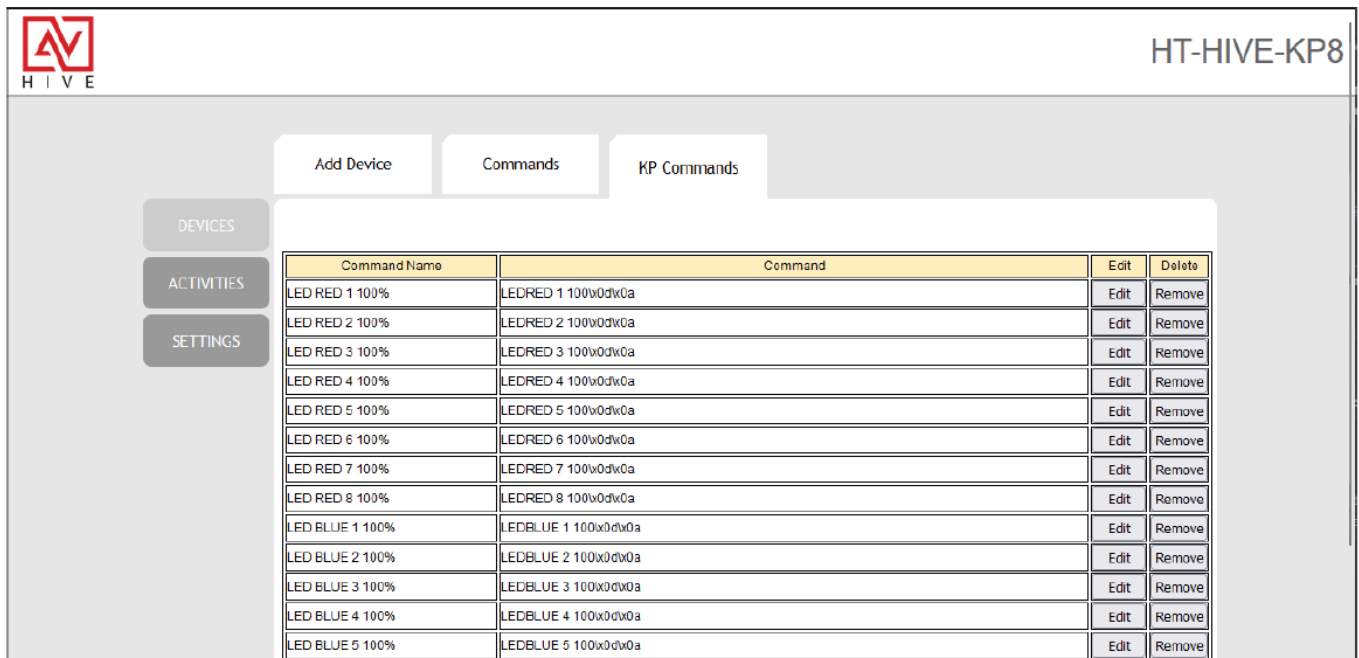 AV
HIVE
HT-HIVE-KP8
Add Device Commands KP Commands
DEVICES
ACTIVITIES
SETTINGS
Command Name Command Edit Delete
LED RED 1 100% LEDRED 1 100\x0d\x0a Edit Remove
LED RED 2 100% LEDRED 2 100\x0d\x0a Edit Remove
LED RED 3 100% LEDRED 3 100\x0d\x0a Edit Remove
LED RED 4 100% LEDRED 4 100\x0d\x0a Edit Remove
LED RED 5 100% LEDRED 5 100\x0d\x0a Edit Remove
LED RED 6 100% LEDRED 6 100\x0d\x0a Edit Remove
LED RED 7 100% LEDRED 7 100\x0d\x0a Edit Remove
LED RED 8 100% LEDRED 8 100\x0d\x0a Edit Remove
LED BLUE 1 100% LEDBLUE 1 100\x0d\x0a Edit Remove
LED BLUE 2 100% LEDBLUE 2 100\x0d\x0a Edit Remove
LED BLUE 3 100% LEDBLUE 3 100\x0d\x0a Edit Remove
LED BLUE 4 100% LEDBLUE 4 100\x0d\x0a Edit Remove
LED BLUE 5 100% LEDBLUE 5 100\x0d\x0a Edit Remove